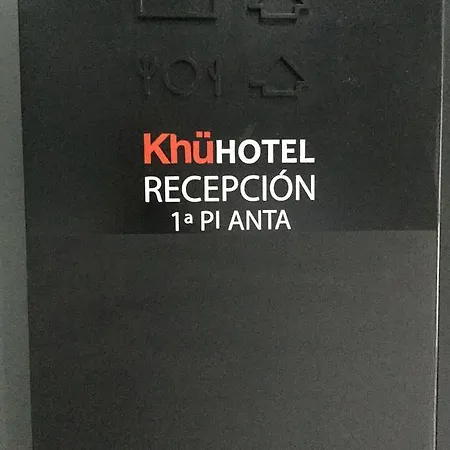 KhüHOTEL
RECEPCIÓN
1ª PI ANTA